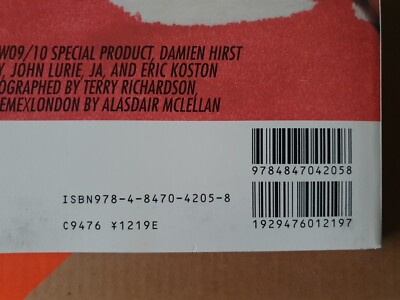 W09/10 SPECIAL PRODUCT, DAMIEN HIRST
, JOHN LURIE, JA, AND ERIC KOSTON
OGRAPHED BY TERRY RICHARDSON,
EMEXLONDON BY ALASDAIR MCLELLAN
9784847042058
ISBN978-4-8470-4205-8
C9476 ¥1219E
1929476012197